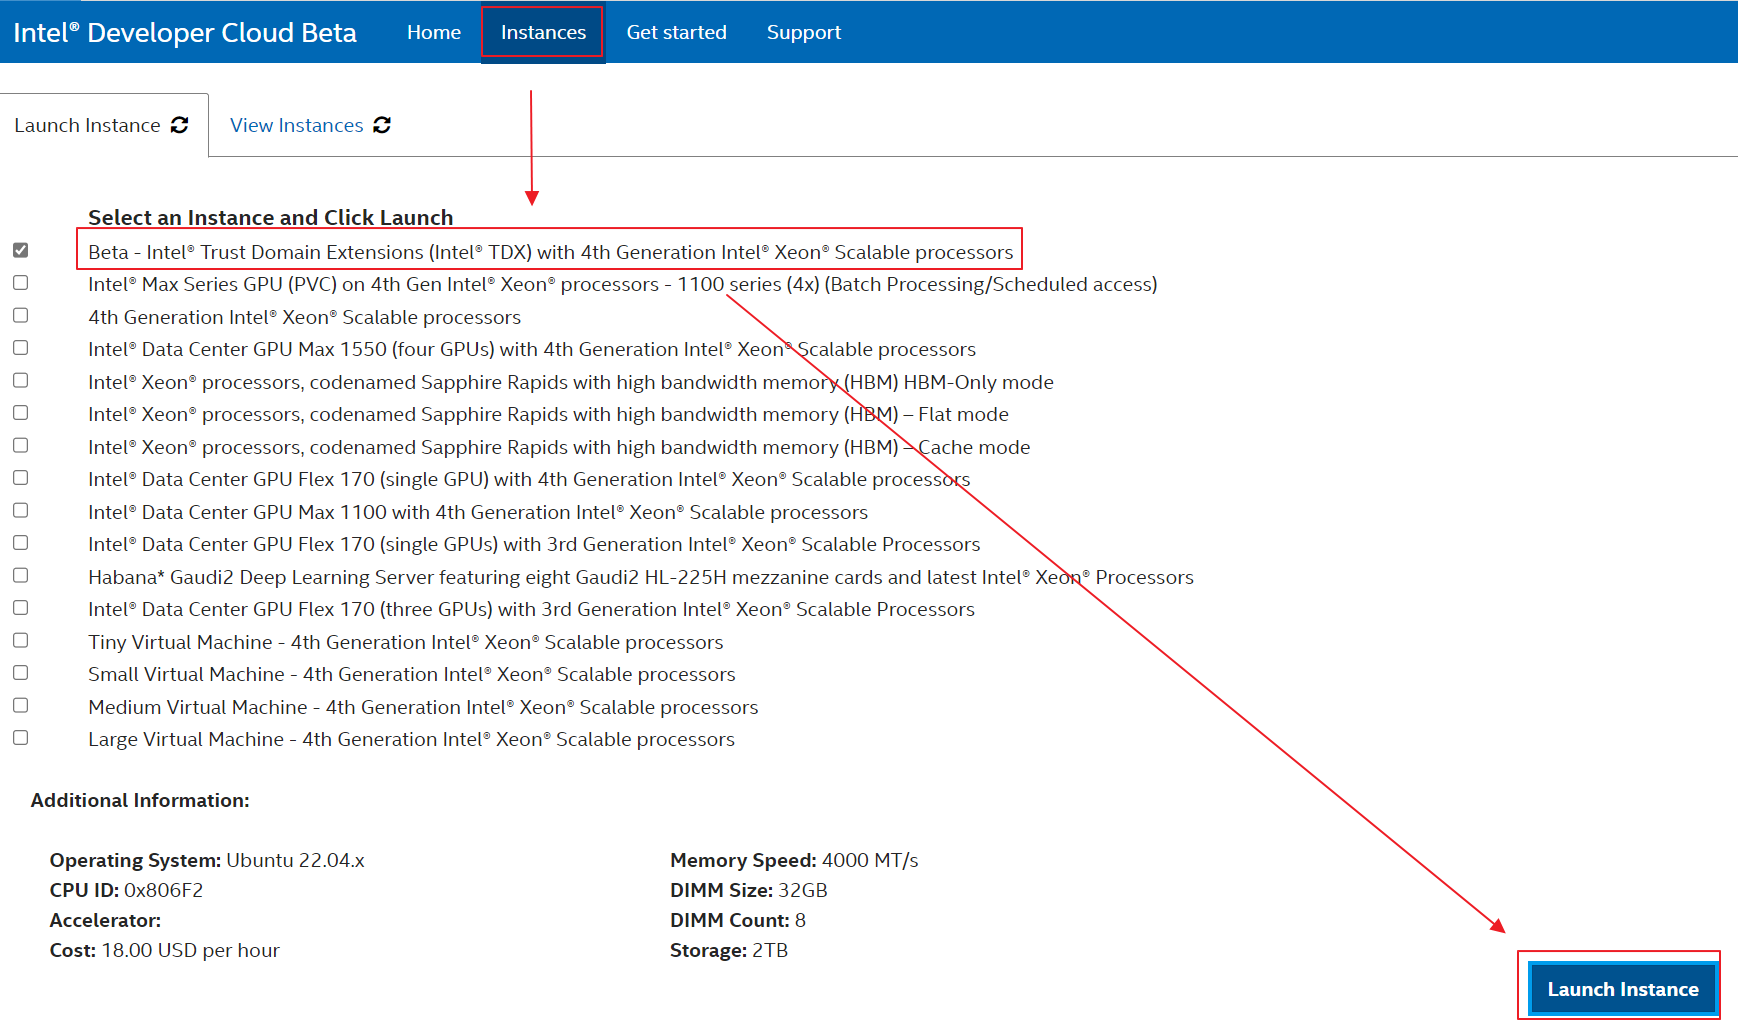 Intel® Developer Cloud Beta Home Instances Get started Support
Launch Instance View Instances
Select an Instance and Click Launch
Beta - Intel® Trust Domain Extensions (Intel® TDX) with 4th Generation Intel® Xeon® Scalable processors
Intel® Max Series GPU (PVC) on 4th Gen Intel® Xeon® processors - 1100 series (4x) (Batch Processing/Scheduled access)
4th Generation Intel® Xeon® Scalable processors
Intel® Data Center GPU Max 1550 (four GPUs) with 4th Generation Intel® Xeon® Scalable processors
Intel® Xeon® processors, codenamed Sapphire Rapids with high bandwidth memory (HBM) HBM-Only mode
Intel® Xeon® processors, codenamed Sapphire Rapids with high bandwidth memory (HBM) – Flat mode
Intel® Xeon® processors, codenamed Sapphire Rapids with high bandwidth memory (HBM) – Cache mode
Intel® Data Center GPU Flex 170 (single GPU) with 4th Generation Intel® Xeon® Scalable processors
Intel® Data Center GPU Max 1100 with 4th Generation Intel® Xeon® Scalable processors
Intel® Data Center GPU Flex 170 (single GPUs) with 3rd Generation Intel® Xeon® Scalable Processors
Habana* Gaudi2 Deep Learning Server featuring eight Gaudi2 HL-225H mezzanine cards and latest Intel® Xeon® Processors
Intel® Data Center GPU Flex 170 (three GPUs) with 3rd Generation Intel® Xeon® Scalable Processors
Tiny Virtual Machine - 4th Generation Intel® Xeon® Scalable processors
Small Virtual Machine - 4th Generation Intel® Xeon® Scalable processors
Medium Virtual Machine - 4th Generation Intel® Xeon® Scalable processors
Large Virtual Machine - 4th Generation Intel® Xeon® Scalable processors
Additional Information:
Operating System: Ubuntu 22.04.x
CPU ID: 0x806F2
Accelerator:
Cost: 18.00 USD per hour
Memory Speed: 4000 MT/s
DIMM Size: 32GB
DIMM Count: 8
Storage: 2TB
Launch Instance